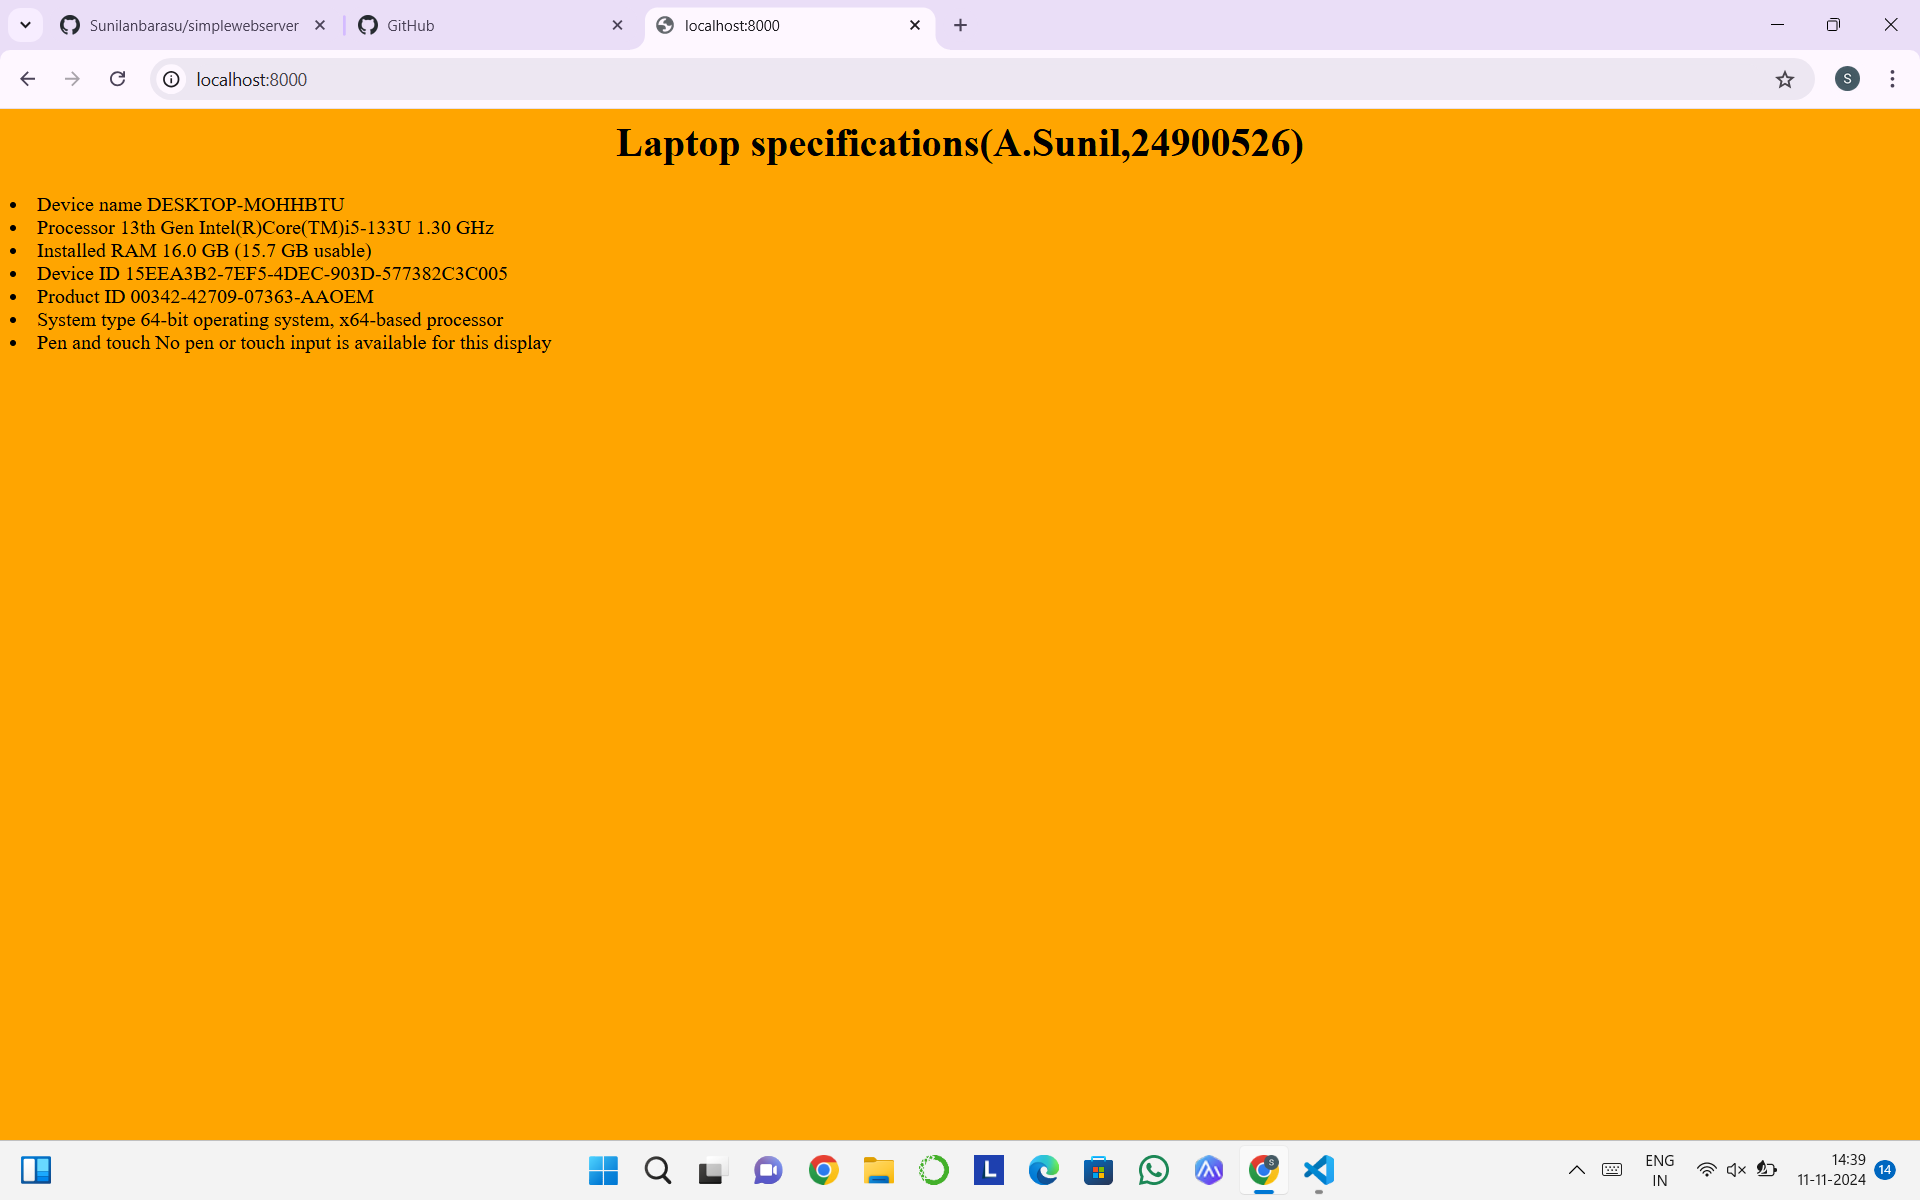 Sunilanbarasu/simplewebserver
GitHub
localhost:8000
localhost:8000
S
Laptop specifications(A.Sunil,24900526)
• Device name DESKTOP-MOHHBTU
• Processor 13th Gen Intel(R)Core(TM)i5-133U 1.30 GHz
• Installed RAM 16.0 GB (15.7 GB usable)
• Device ID 15EEA3B2-7EF5-4DEC-903D-577382C3C005
• Product ID 00342-42709-07363-AAOEM
• System type 64-bit operating system, x64-based processor
• Pen and touch No pen or touch input is available for this display
L
S
ENG
IN
14:39
11-11-2024
14